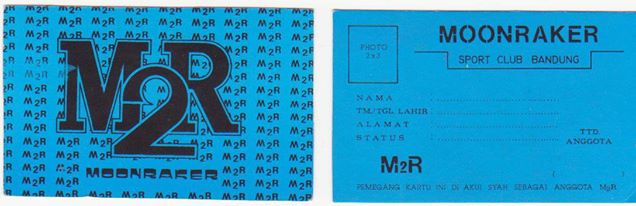 M2R
MOONRAKER
PHOTO
2x3
MOONRAKER
SPORT CLUB BANDUNG
NAMA
TM./TGL. LAHIR
ALAMAT
STATUS
TTD.
ANGGOTA
M2R
( )
PEMEGANG KARTU INI DI AKUI SYAH SEBAGAI ANGGOTA M2R